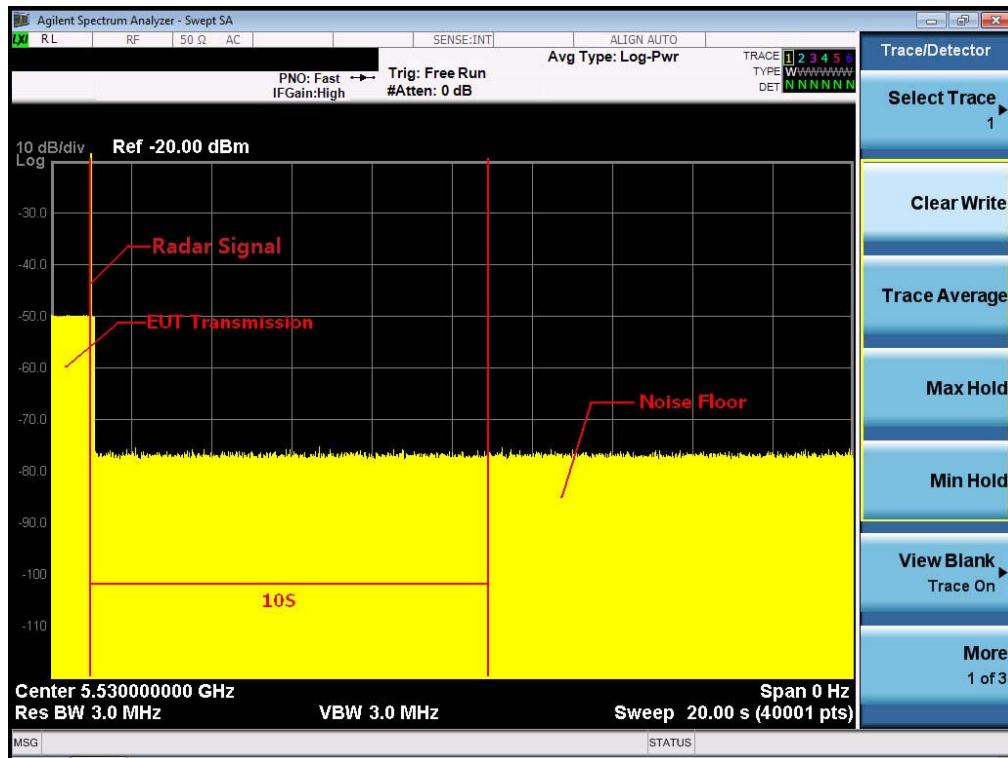 Agilent Spectrum Analyzer - Swept SA
LXI RL RF 50 Ω AC SENSE:INT ALIGN AUTO
PNO: Fast IFGain:High
Trig: Free Run
#Atten: 0 dB
Avg Type: Log-Pwr
TRACE 1 2 3 4 5 6
TYPE WWWWWWW
DET N N N N N N
10 dB/div Ref -20.00 dBm
Log
-30.0
Radar Signal
-40.0
-50.0
EUT Transmission
-60.0
Noise Floor
-70.0
-80.0
-90.0
-100
10S
-110
Center 5.530000000 GHz Span 0 Hz
Res BW 3.0 MHz VBW 3.0 MHz Sweep 20.00 s (40001 pts)
MSG STATUS
Trace/Detector
Select Trace
1
Clear Write
Trace Average
Max Hold
Min Hold
View Blank
Trace On
More
1 of 3